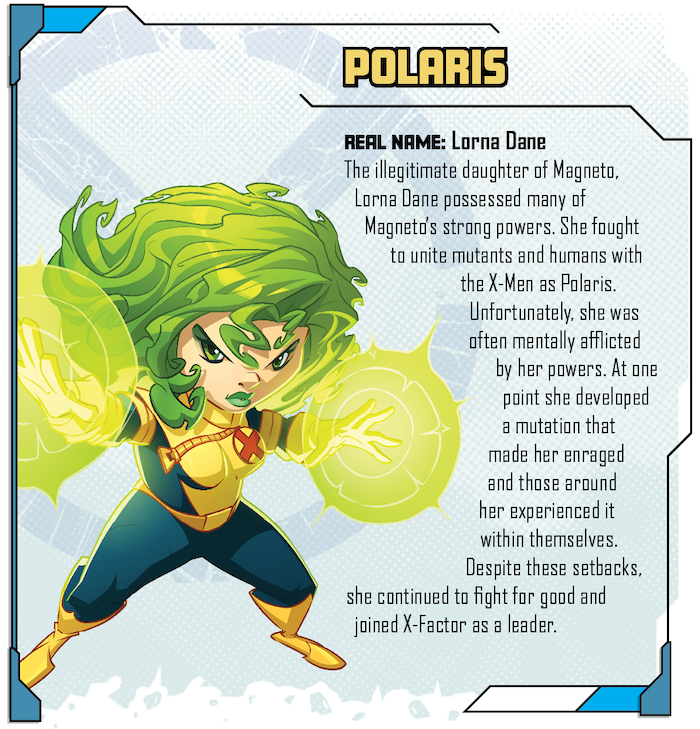 POLARIS
REAL NAME: Lorna Dane
The illegitimate daughter of Magneto,
Lorna Dane possessed many of
Magneto's strong powers. She fought
to unite mutants and humans with
the X-Men as Polaris.
Unfortunately, she was
often mentally afflicted
by her powers. At one
point she developed
a mutation that
made her enraged
and those around
her experienced it
within themselves.
Despite these setbacks,
she continued to fight for good and
joined X-Factor as a leader.